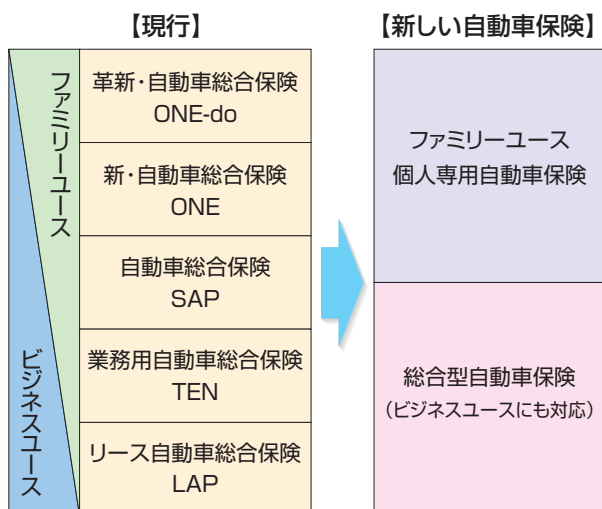 【現行】
【新しい自動車保険】
ファミリーユース
ビジネスユース
革新・自動車総合保険
ONE-do
新・自動車総合保険
ONE
自動車総合保険
SAP
業務用自動車総合保険
TEN
リース自動車総合保険
LAP
ファミリーユース
個人専用自動車保険
総合型自動車保険
（ビジネスユースにも対応）